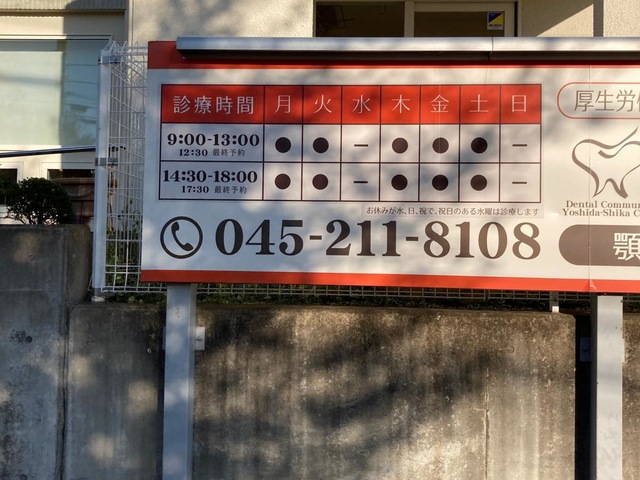 診療時間 月 火 水 木 金 土 日
9:00-13:00 ● ● − ● ● ● −
12:30 最終予約
14:30-18:00 ● ● − ● ● ● −
17:30 最終予約
お休みが水、日、祝で、祝日のある水曜は診療します
045-211-8108
厚生労
Dental Commun
Yoshida-Shika
顎